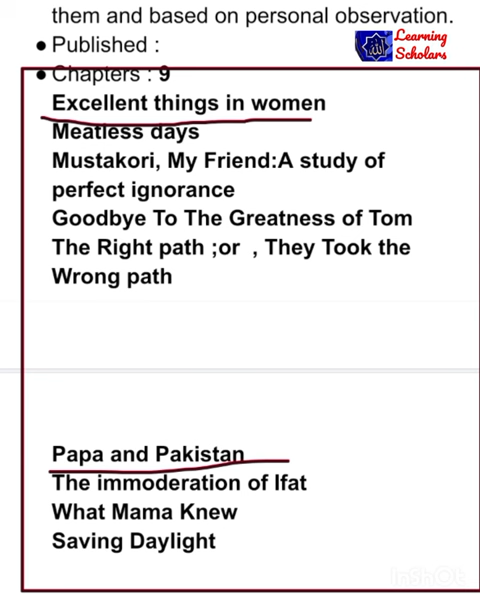 them and based on personal observation.
● Published :
Learning
Scholars
● Chapters : 9
Excellent things in women
Meatless days
Mustakori, My Friend:A study of
perfect ignorance
Goodbye To The Greatness of Tom
The Right path ;or , They Took the
Wrong path
Papa and Pakistan
The immoderation of Ifat
What Mama Knew
Saving Daylight
InShOt